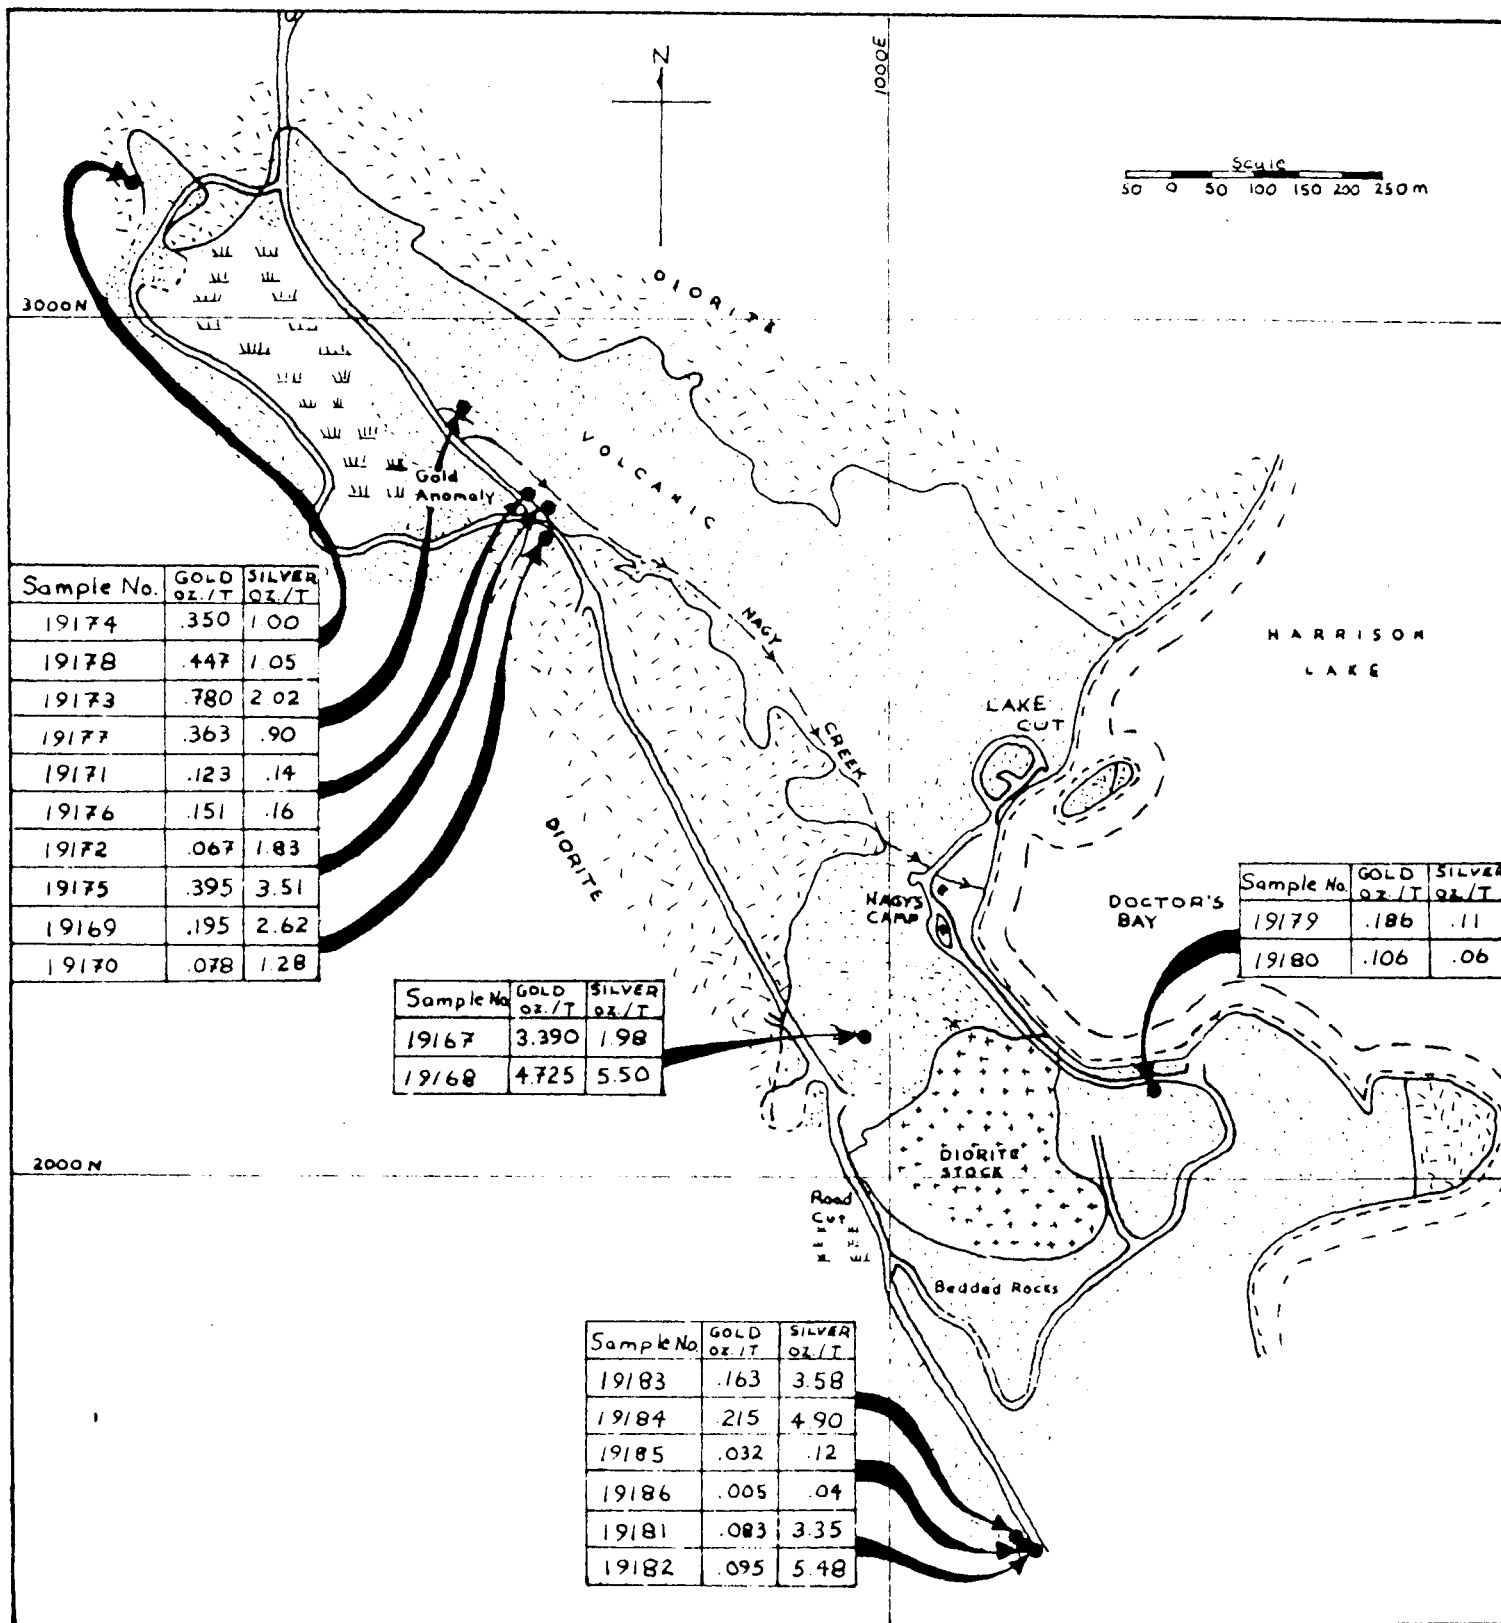 N
1000E
Scale
50 0 50 100 150 200 250 m
DIORITE
3000 N
VOLCANIC
Gold
Anomaly
Sample No. GOLD OZ./T SILVER OZ./T
19174 .350 1.00
19178 .447 1.05
19173 .780 2.02
19177 .363 .90
19171 .123 .14
19176 .151 .16
19172 .067 1.83
19175 .395 3.51
19169 .195 2.62
19170 .078 1.28
NAGY
CREEK
HARRISON
LAKE
LAKE
CUT
DIORITE
NAGY'S
CAMP
DOCTOR'S
BAY
Sample No. GOLD OZ./T SILVER OZ./T
19179 .186 .11
19180 .106 .06
Sample No. GOLD OZ./T SILVER OZ./T
19167 3.390 1.98
19168 4.725 5.50
2000 N
DIORITE
STOCK
Road
Cut
Bedded Rocks
Sample No. GOLD OZ./T SILVER OZ./T
19183 .163 3.58
19184 .215 4.90
19185 .032 .12
19186 .005 .04
19181 .083 3.35
19182 .095 5.48